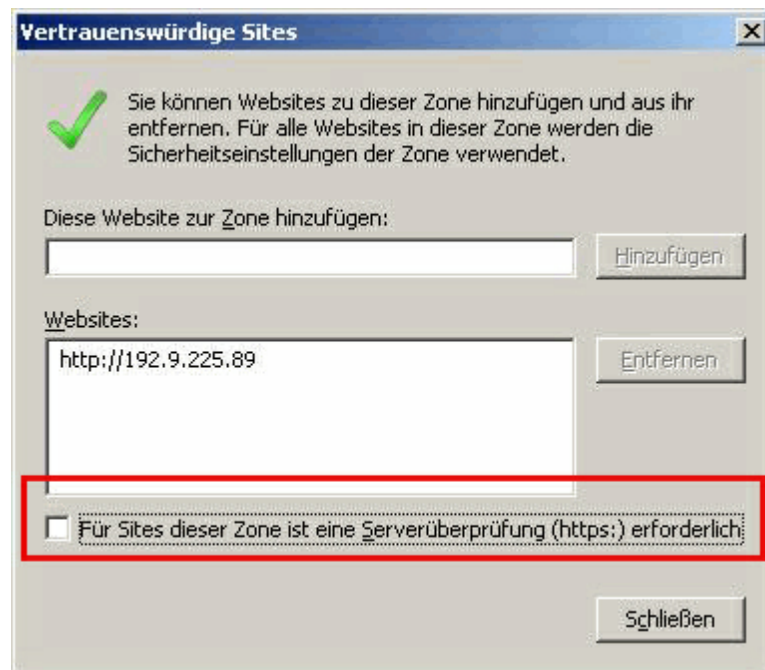 Vertrauenswürdige Sites
Sie können Websites zu dieser Zone hinzufügen und aus ihr
entfernen. Für alle Websites in dieser Zone werden die
Sicherheitseinstellungen der Zone verwendet.
Diese Website zur Zone hinzufügen:
Hinzufügen
Websites:
http://192.9.225.89
Entfernen
Für Sites dieser Zone ist eine Serverüberprüfung (https:) erforderlich
Schließen